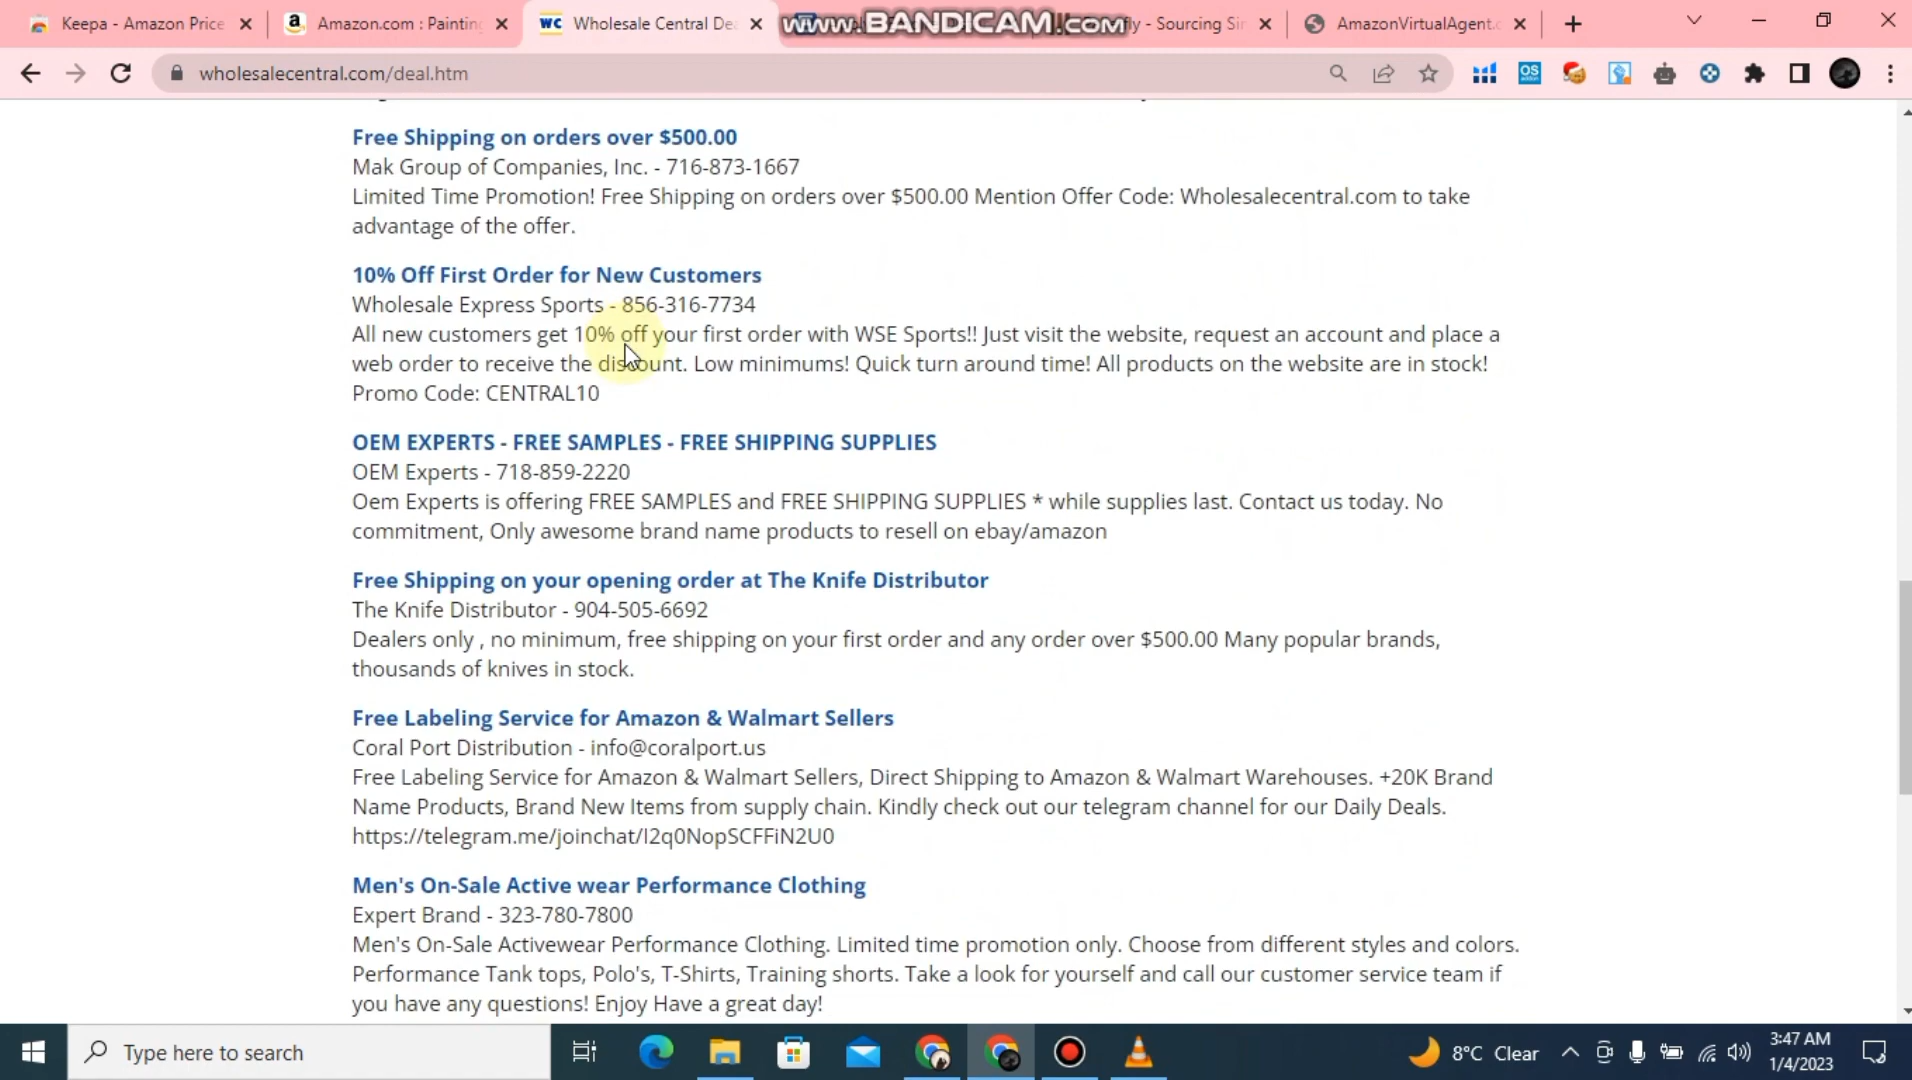 Keepa - Amazon Price
Amazon.com : Painting
Wholesale Central De
www.BANDICAM.com
fly - Sourcing Sim
AmazonVirtualAgent.c
wholesalecentral.com/deal.htm
Free Shipping on orders over $500.00
Mak Group of Companies, Inc. - 716-873-1667
Limited Time Promotion! Free Shipping on orders over $500.00 Mention Offer Code: Wholesalecentral.com to take
advantage of the offer.
10% Off First Order for New Customers
Wholesale Express Sports - 856-316-7734
All new customers get 10% off your first order with WSE Sports!! Just visit the website, request an account and place a
web order to receive the discount. Low minimums! Quick turn around time! All products on the website are in stock!
Promo Code: CENTRAL10
OEM EXPERTS - FREE SAMPLES - FREE SHIPPING SUPPLIES
OEM Experts - 718-859-2220
Oem Experts is offering FREE SAMPLES and FREE SHIPPING SUPPLIES * while supplies last. Contact us today. No
commitment, Only awesome brand name products to resell on ebay/amazon
Free Shipping on your opening order at The Knife Distributor
The Knife Distributor - 904-505-6692
Dealers only , no minimum, free shipping on your first order and any order over $500.00 Many popular brands,
thousands of knives in stock.
Free Labeling Service for Amazon & Walmart Sellers
Coral Port Distribution - info@coralport.us
Free Labeling Service for Amazon & Walmart Sellers, Direct Shipping to Amazon & Walmart Warehouses. +20K Brand
Name Products, Brand New Items from supply chain. Kindly check out our telegram channel for our Daily Deals.
https://telegram.me/joinchat/I2q0NopSCFFiN2U0
Men's On-Sale Active wear Performance Clothing
Expert Brand - 323-780-7800
Men's On-Sale Activewear Performance Clothing. Limited time promotion only. Choose from different styles and colors.
Performance Tank tops, Polo's, T-Shirts, Training shorts. Take a look for yourself and call our customer service team if
you have any questions! Enjoy Have a great day!
Type here to search
8°C Clear
3:47 AM
1/4/2023